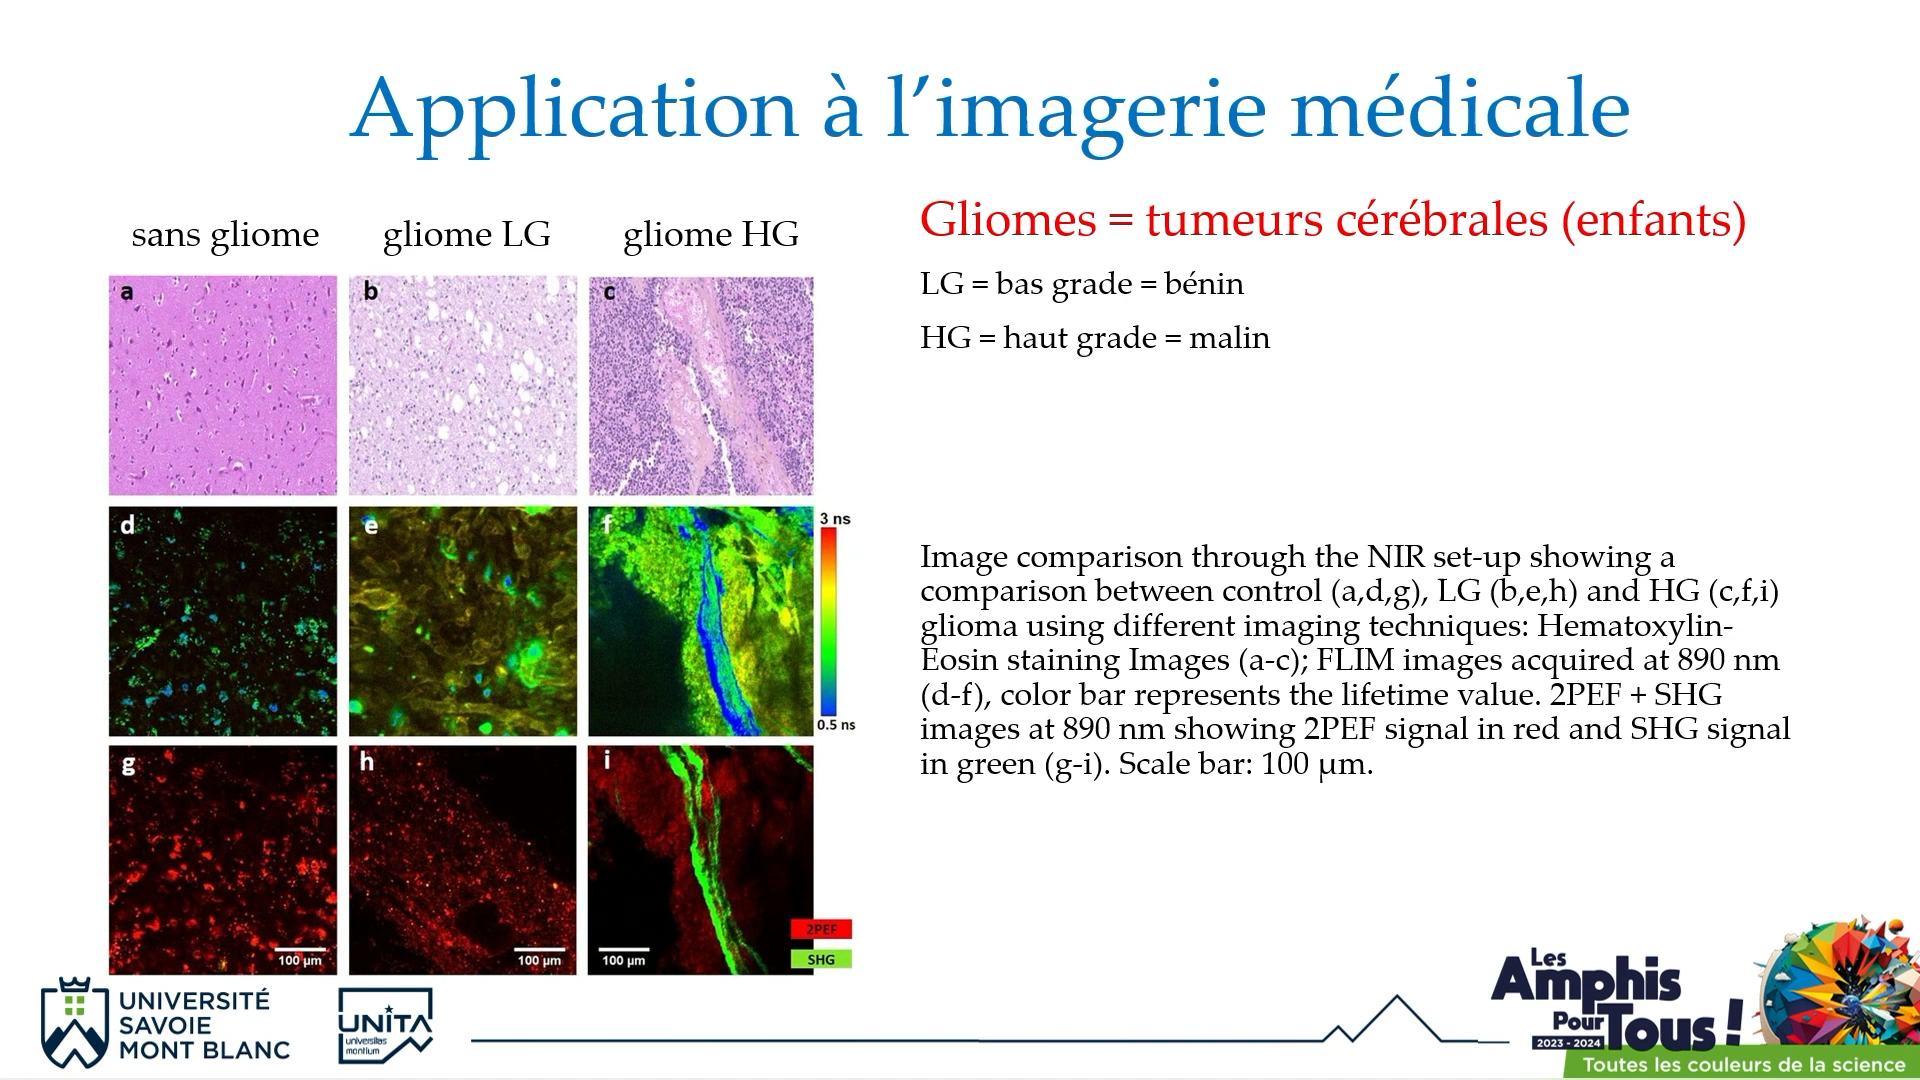 Application à l’imagerie médicale
sans gliome
gliome LG
gliome HG
a
b
c
d
e
f
3 ns
0.5 ns
g
h
i
2PEF
SHG
100 µm
100 µm
100 µm
Gliomes = tumeurs cérébrales (enfants)
LG = bas grade = bénin
HG = haut grade = malin
Image comparison through the NIR set-up showing a
comparison between control (a,d,g), LG (b,e,h) and HG (c,f,i)
glioma using different imaging techniques: Hematoxylin-
Eosin staining Images (a-c); FLIM images acquired at 890 nm
(d-f), color bar represents the lifetime value. 2PEF + SHG
images at 890 nm showing 2PEF signal in red and SHG signal
in green (g-i). Scale bar: 100 µm.
UNIVERSITÉ
SAVOIE
MONT BLANC
UNITA
universitas
montium
Les
Amphis
Pour
Tous !
2023 - 2024
Toutes les couleurs de la science